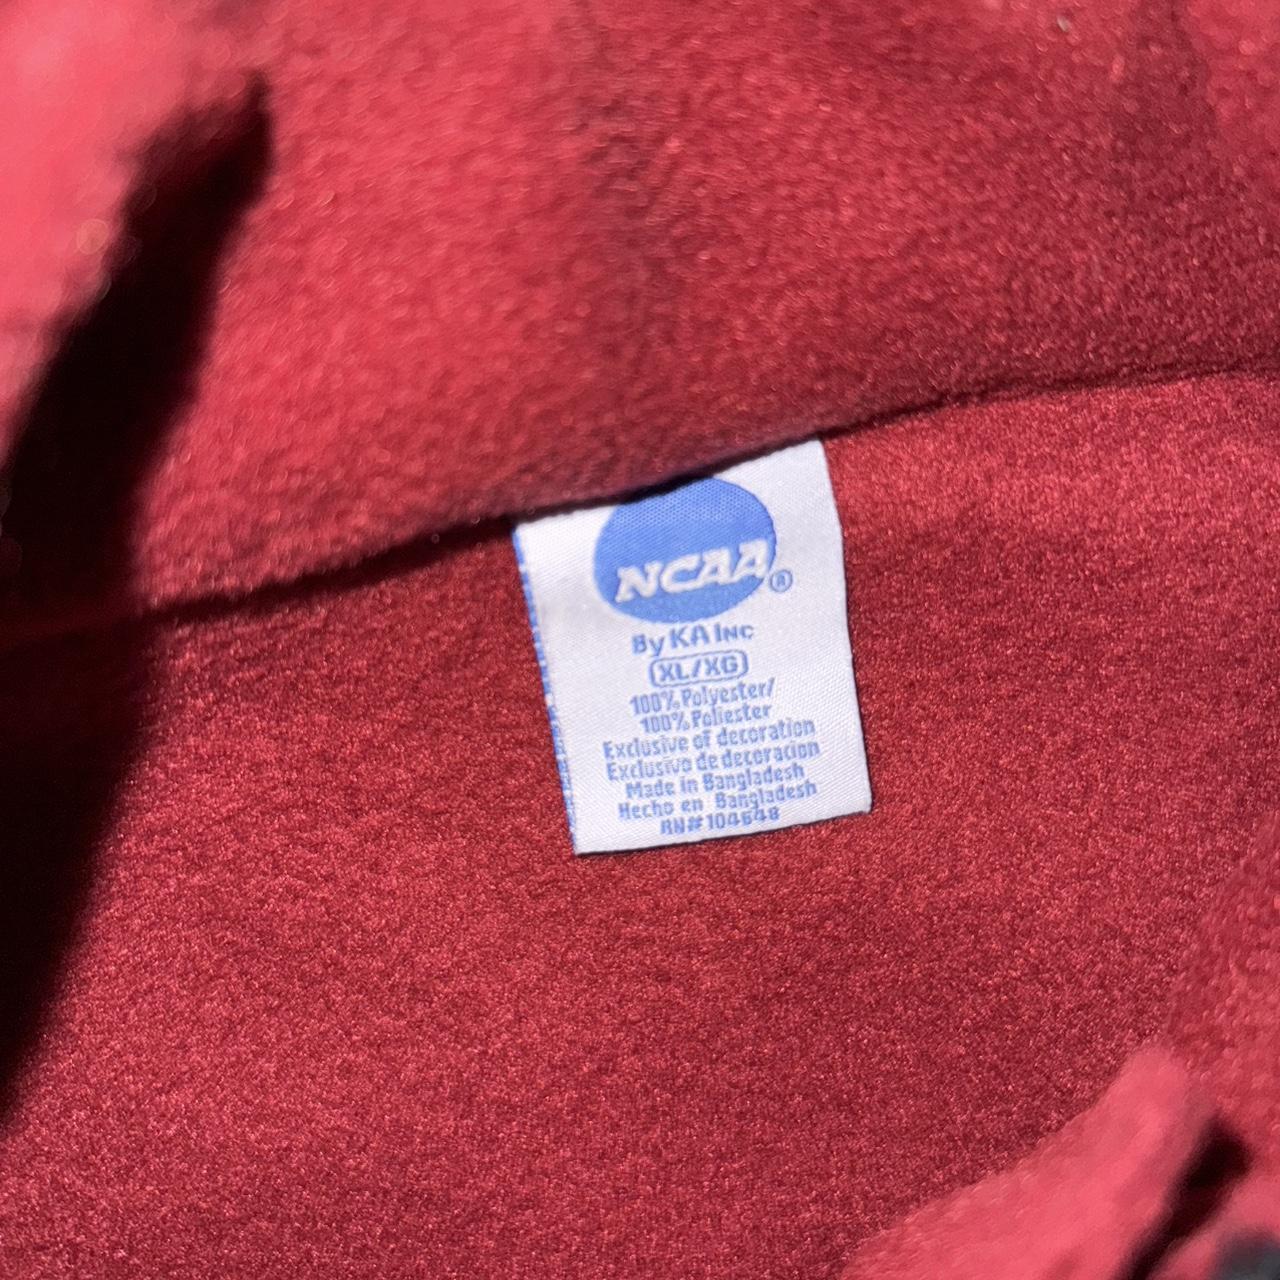 NCAA®
By KA INC
XL/XG
100% Polyester/
100% Poliester
Exclusive of decoration
Exclusivo de decoracion
Made in Bangladesh
Hecho en Bangladesh
RN# 104648